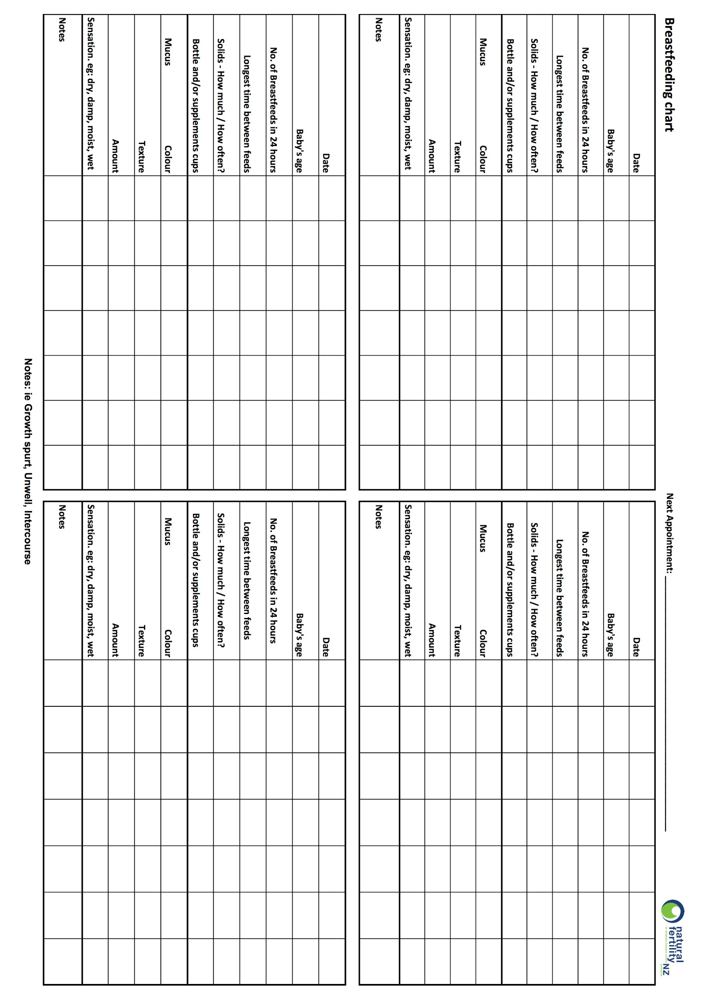 Breastfeeding chart
Next Appointment:
natural
fertility NZ
Date
Baby's age
No. of Breastfeeds in 24 hours
Longest time between feeds
Solids - How much / How often?
Bottle and/or supplements cups
Mucus Colour
Texture
Amount
Sensation. eg: dry, damp, moist, wet
Notes
Date
Baby's age
No. of Breastfeeds in 24 hours
Longest time between feeds
Solids - How much / How often?
Bottle and/or supplements cups
Mucus Colour
Texture
Amount
Sensation. eg: dry, damp, moist, wet
Notes
Date
Baby's age
No. of Breastfeeds in 24 hours
Longest time between feeds
Solids - How much / How often?
Bottle and/or supplements cups
Mucus Colour
Texture
Amount
Sensation. eg: dry, damp, moist, wet
Notes
Date
Baby's age
No. of Breastfeeds in 24 hours
Longest time between feeds
Solids - How much / How often?
Bottle and/or supplements cups
Mucus Colour
Texture
Amount
Sensation. eg: dry, damp, moist, wet
Notes
Notes: ie Growth spurt, Unwell, Intercourse